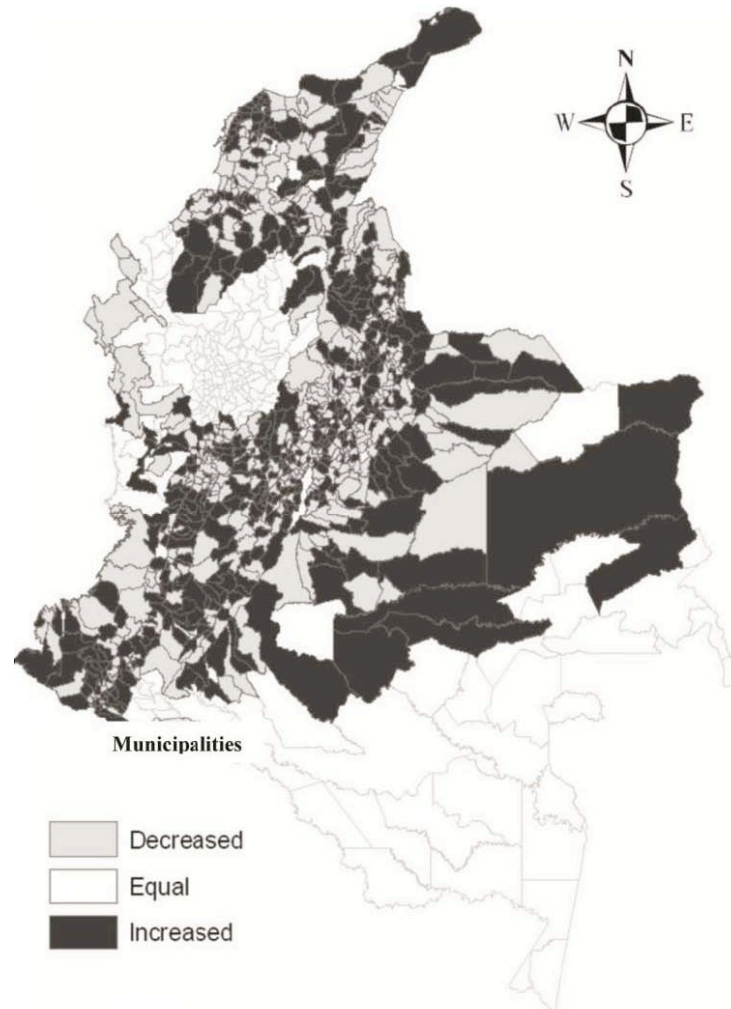 N
W E
S
Municipalities
Decreased
Equal
Increased